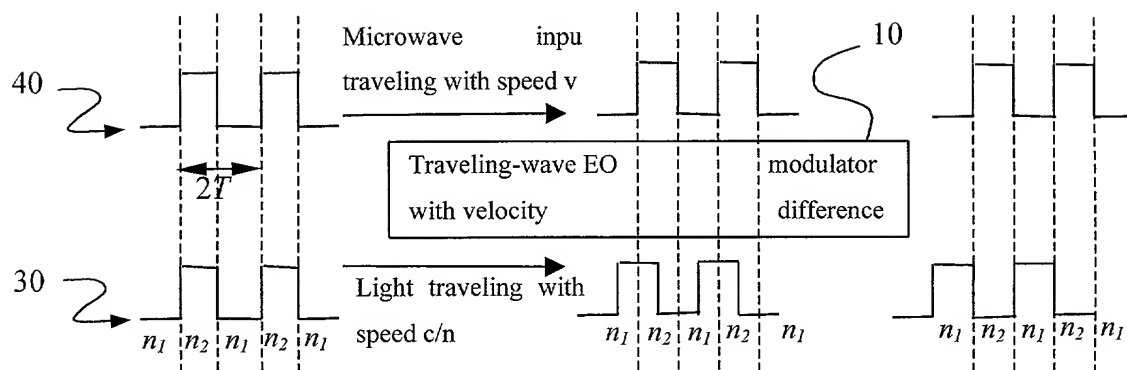 Microwave inpu
traveling with speed v
10
40
Traveling-wave EO modulator
with velocity difference
2T
30
Light traveling with
speed c/n
n1 n2 n1 n2 n1
n1 n2 n1 n2 n1
n1 n2 n1 n2 n1